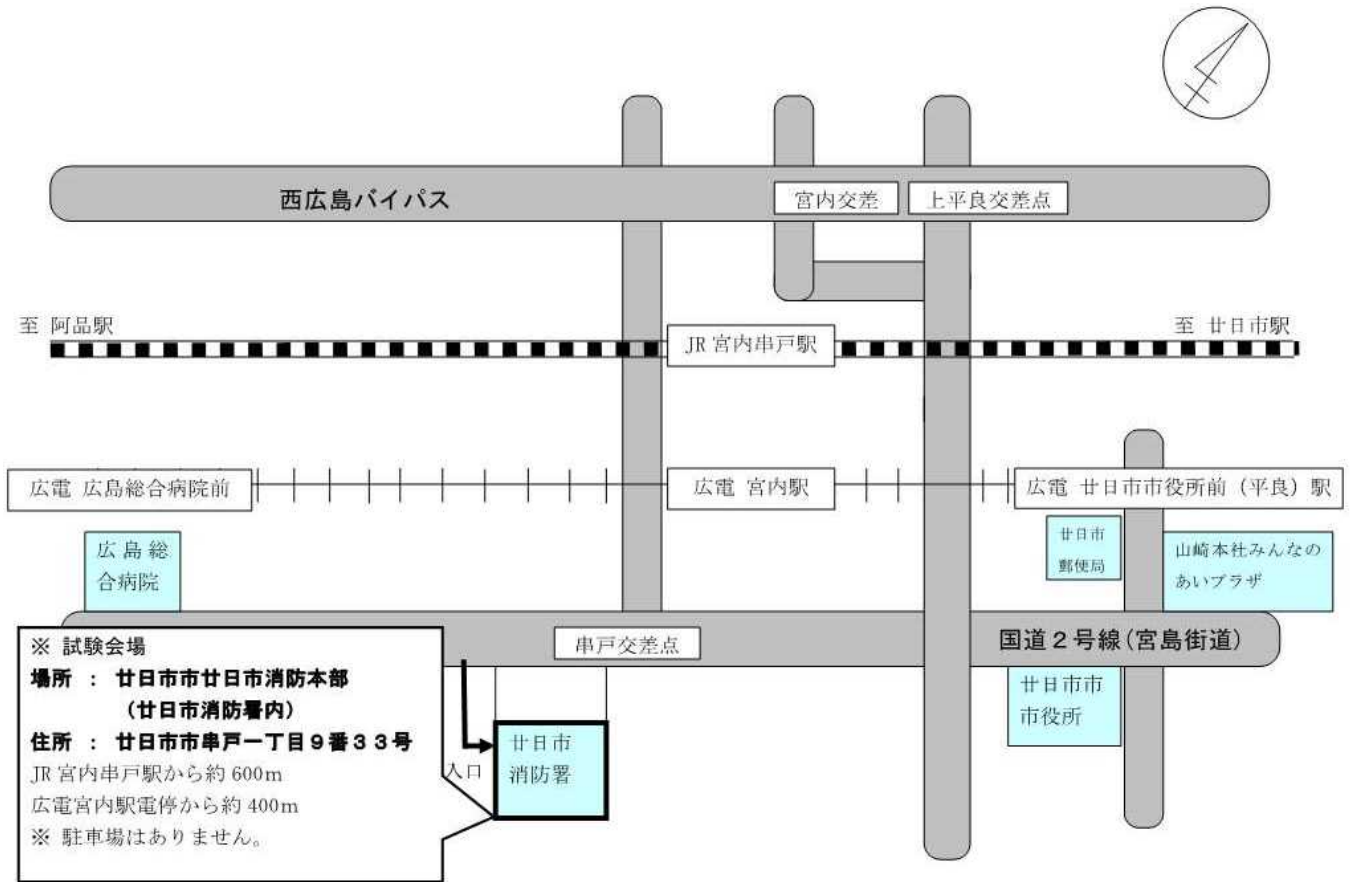 西広島バイパス
宮内交差
上平良交差点
至 阿品駅
至 廿日市駅
JR 宮内串戸駅
広電 広島総合病院前
広電 宮内駅
広電 廿日市市役所前（平良）駅
広島総
合病院
廿日市
郵便局
山崎本社みんなの
あいプラザ
串戸交差点
国道２号線(宮島街道)
※ 試験会場
場所 ： 廿日市市廿日市消防本部
（廿日市消防署内）
住所 ： 廿日市市串戸一丁目９番３３号
JR 宮内串戸駅から約 600m
広電宮内駅電停から約 400m
※ 駐車場はありません。
入口
廿日市
消防署
廿日市市
市役所